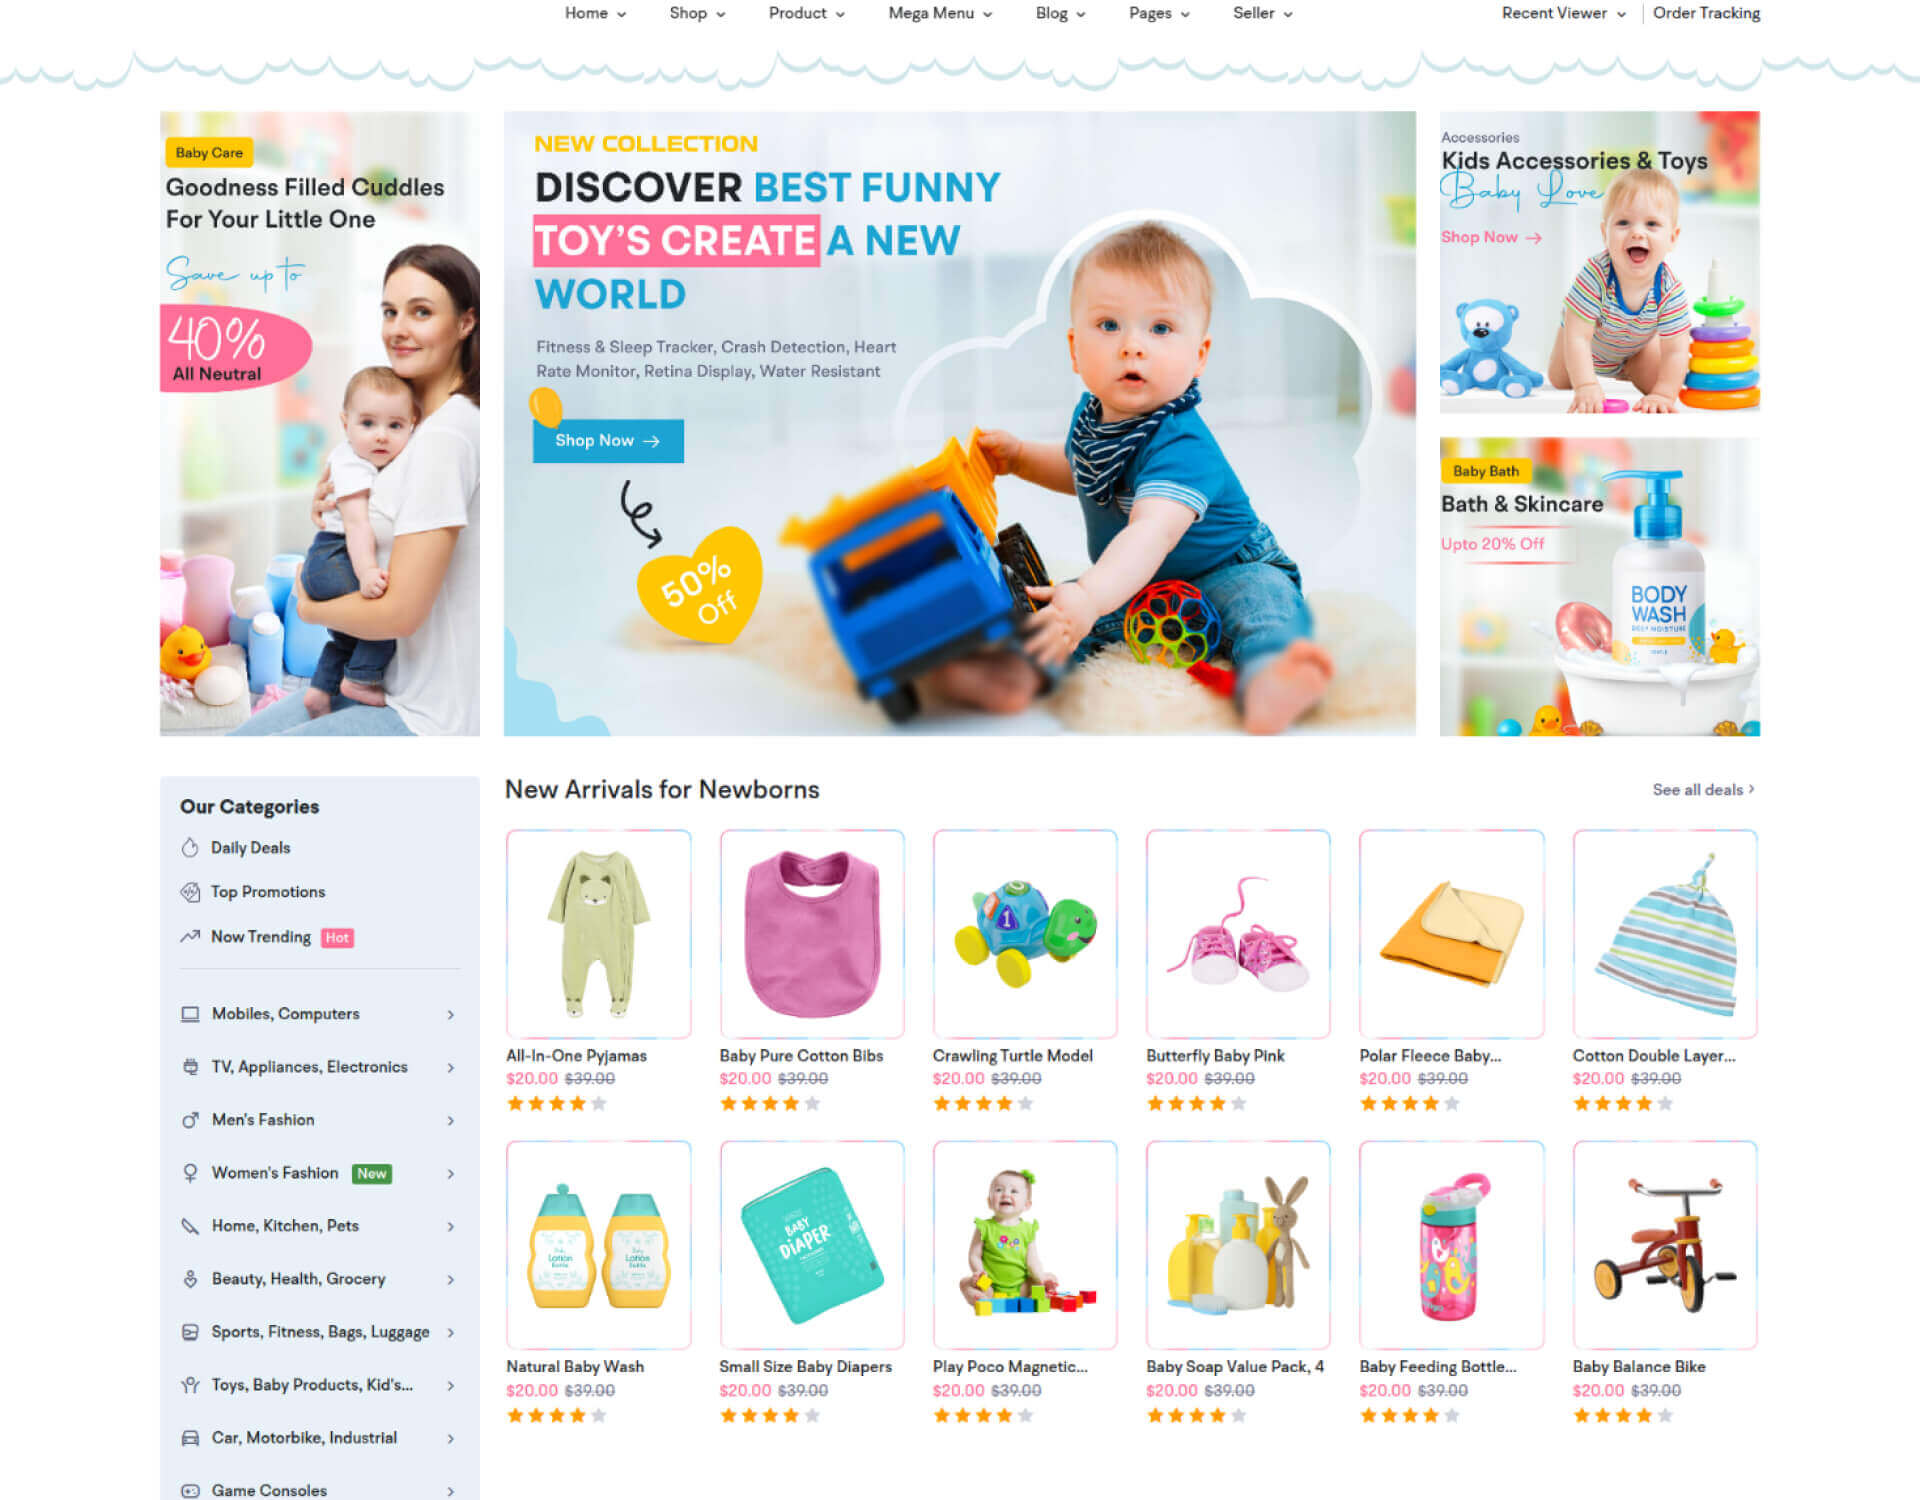 Home Shop Product Mega Menu Blog Pages Seller Recent Viewer Order Tracking
Baby Care
Goodness Filled Cuddles
For Your Little One
Save up to
40%
All Neutral
NEW COLLECTION
DISCOVER BEST FUNNY
TOY'S CREATE A NEW
WORLD
Fitness & Sleep Tracker, Crash Detection, Heart
Rate Monitor, Retina Display, Water Resistant
Shop Now
50%
Off
Accessories
Kids Accessories & Toys
Baby Love
Shop Now
Baby Bath
Bath & Skincare
Upto 20% Off
BODY
WASH
DEEP MOISTURE
Our Categories
Daily Deals
Top Promotions
Now Trending Hot
Mobiles, Computers
TV, Appliances, Electronics
Men's Fashion
Women's Fashion New
Home, Kitchen, Pets
Beauty, Health, Grocery
Sports, Fitness, Bags, Luggage
Toys, Baby Products, Kid's...
Car, Motorbike, Industrial
Game Consoles
New Arrivals for Newborns
See all deals
1
All-In-One Pyjamas
$20.00 $39.00
Baby Pure Cotton Bibs
$20.00 $39.00
Crawling Turtle Model
$20.00 $39.00
Butterfly Baby Pink
$20.00 $39.00
Polar Fleece Baby...
$20.00 $39.00
Cotton Double Layer...
$20.00 $39.00
Baby
Lotion
Bottle
Baby
Lotion
Bottle
BABY
DIAPER
Natural Baby Wash
$20.00 $39.00
Small Size Baby Diapers
$20.00 $39.00
Play Poco Magnetic...
$20.00 $39.00
Baby Soap Value Pack, 4
$20.00 $39.00
Baby Feeding Bottle...
$20.00 $39.00
Baby Balance Bike
$20.00 $39.00